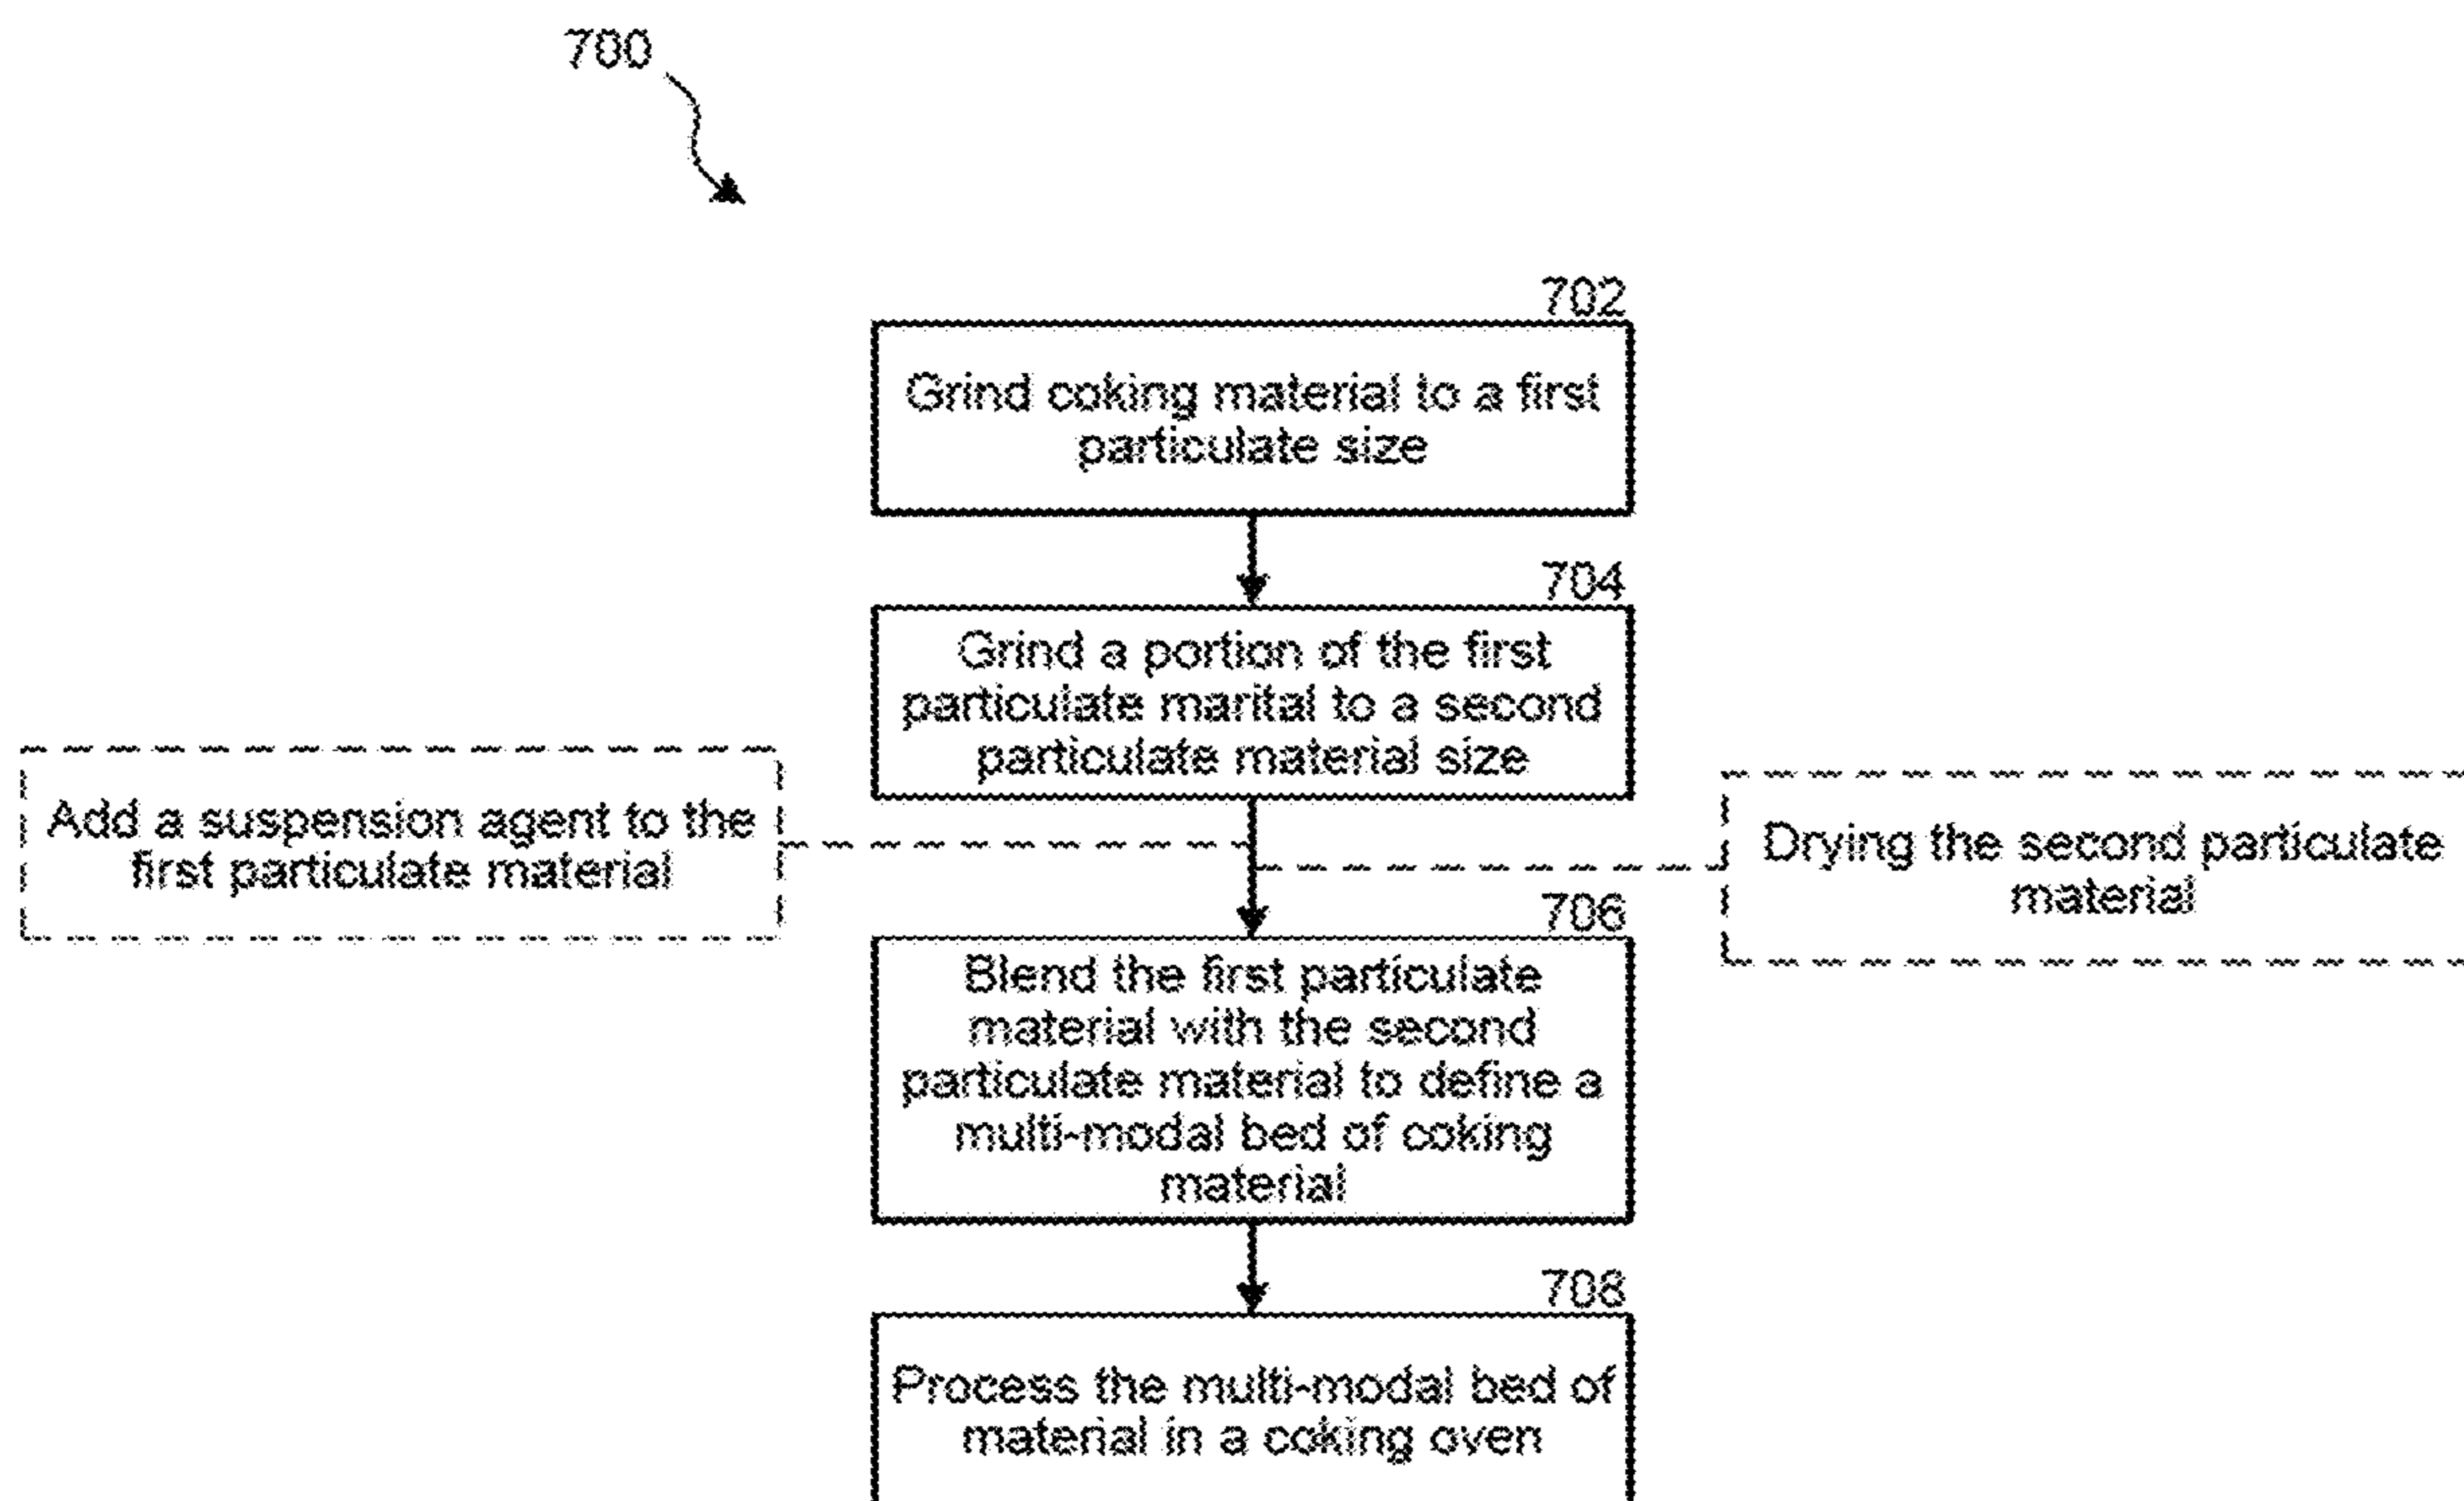 700
702
Grind coking material to a first
particulate size
704
Grind a portion of the first
particulate marital to a second
particulate material size
Add a suspension agent to the
first particulate material
Drying the second particulate
material
706
Blend the first particulate
material with the second
particulate material to define a
multi-modal bed of coking
material
708
Process the multi-modal bed of
material in a coking oven